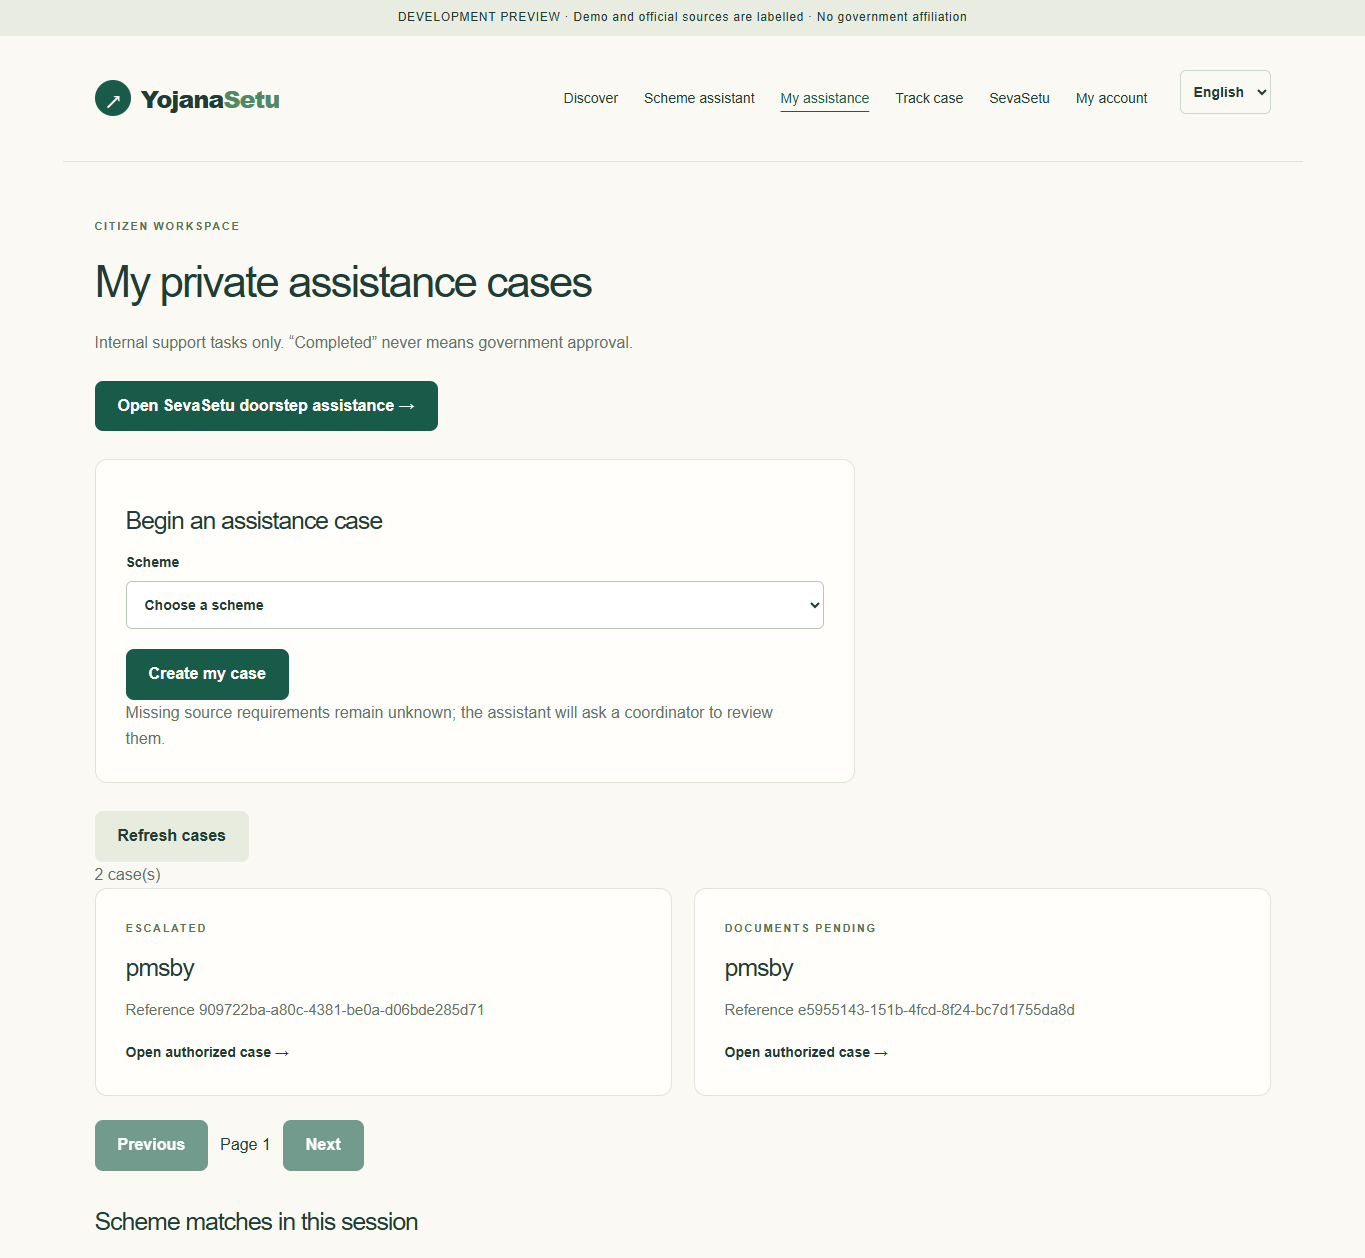 DEVELOPMENT PREVIEW · Demo and official sources are labelled · No government affiliation
YojanaSetu
Discover
Scheme assistant
My assistance
Track case
SevaSetu
My account
English
CITIZEN WORKSPACE
My private assistance cases
Internal support tasks only. “Completed” never means government approval.
Open SevaSetu doorstep assistance →
Begin an assistance case
Scheme
Choose a scheme
Create my case
Missing source requirements remain unknown; the assistant will ask a coordinator to review
them.
Refresh cases
2 case(s)
ESCALATED
pmsby
Reference 909722ba-a80c-4381-be0a-d06bde285d71
Open authorized case →
DOCUMENTS PENDING
pmsby
Reference e5955143-151b-4fcd-8f24-bc7d1755da8d
Open authorized case →
Previous
Page 1
Next
Scheme matches in this session